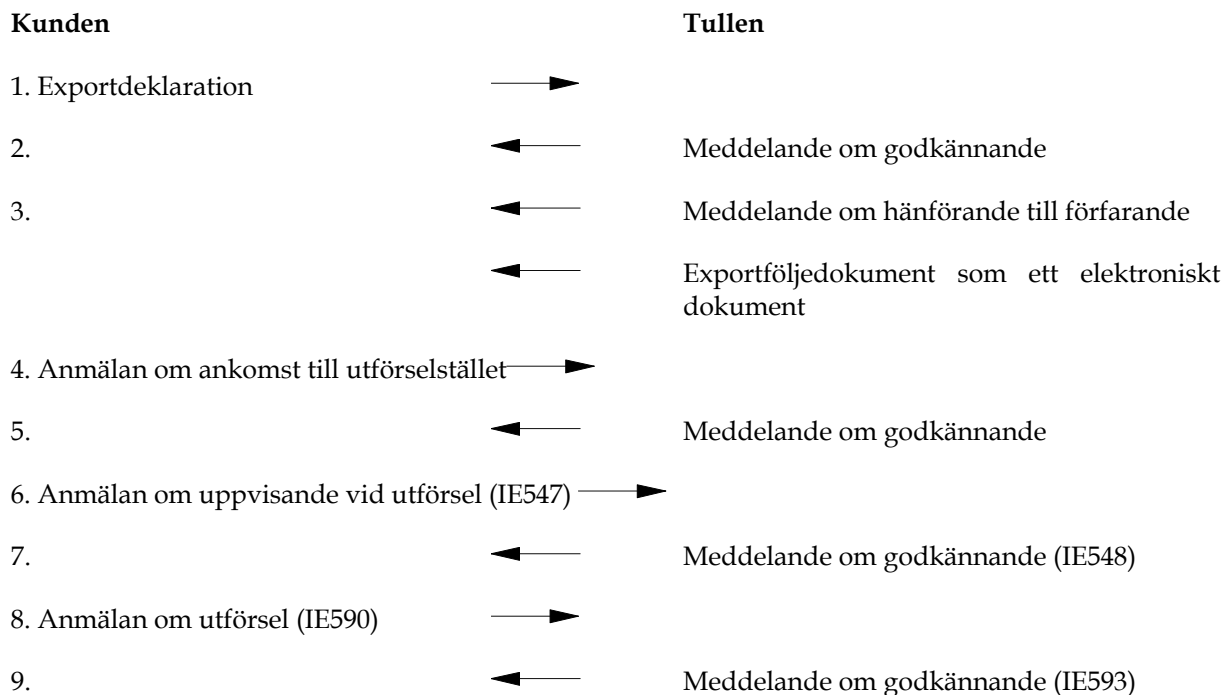 Kunden Tullen
1. Exportdeklaration
2. Meddelande om godkännande
3. Meddelande om hänförande till förfarande
Exportföljedokument som ett elektroniskt
dokument
4. Anmälan om ankomst till utförselstället
5. Meddelande om godkännande
6. Anmälan om uppvisande vid utförsel (IE547)
7. Meddelande om godkännande (IE548)
8. Anmälan om utförsel (IE590)
9. Meddelande om godkännande (IE593)